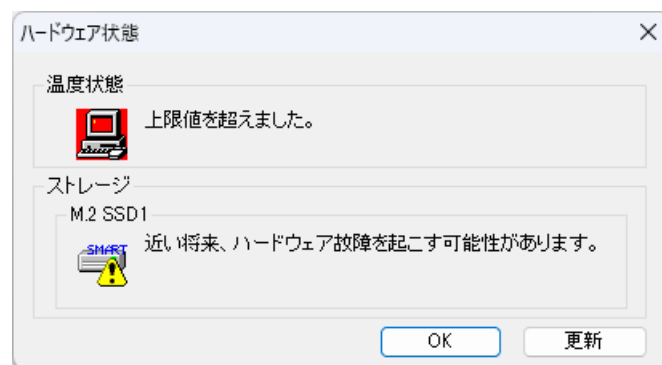 ハードウェア状態
温度状態
上限値を超えました。
ストレージ
M.2 SSD1
SMART
近い将来、ハードウェア故障を起こす可能性があります。
OK
更新